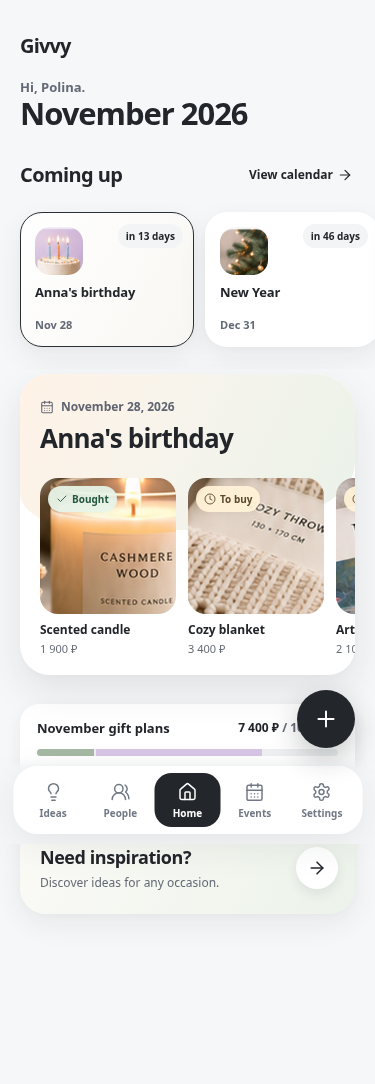 Givvy
Hi, Polina.
November 2026
Coming up
View calendar
in 13 days
Anna's birthday
Nov 28
in 46 days
New Year
Dec 31
November 28, 2026
Anna's birthday
Bought
CASHMERE
WOOD
SCENTED CANDLE
Scented candle
1 900 ₽
To buy
COZY THROW
130 × 170 CM
Cozy blanket
3 400 ₽
Art
2 10
November gift plans
7 400 ₽ / 1
Ideas
People
Home
Events
Settings
Need inspiration?
Discover ideas for any occasion.